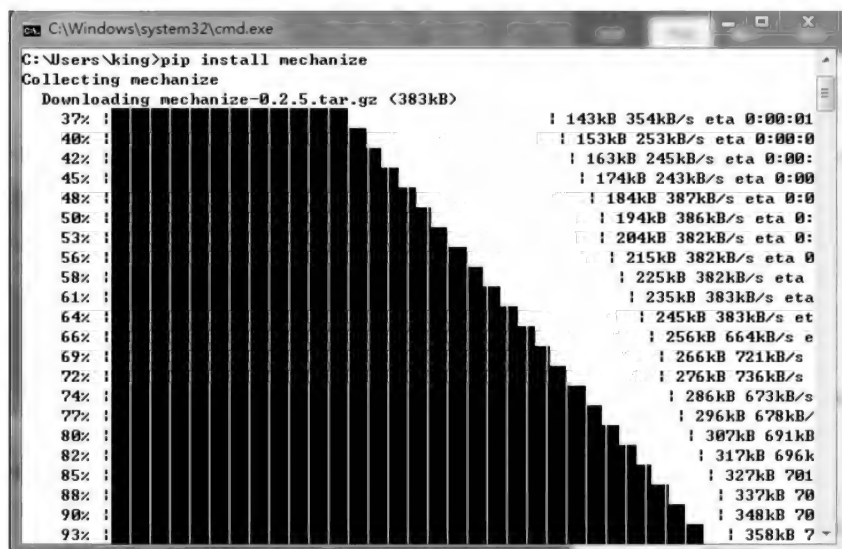 C:\Windows\system32\cmd.exe
C:\Users\king>pip install mechanize
Collecting mechanize
Downloading mechanize-0.2.5.tar.gz (383kB)
37% | | 143kB 354kB/s eta 0:00:01
40% | | 153kB 253kB/s eta 0:00:0
42% | | 163kB 245kB/s eta 0:00:
45% | | 174kB 243kB/s eta 0:00
48% | | 184kB 387kB/s eta 0:0
50% | | 194kB 386kB/s eta 0:
53% | | 204kB 382kB/s eta 0:
56% | | 215kB 382kB/s eta 0
58% | | 225kB 382kB/s eta
61% | | 235kB 383kB/s eta
64% | | 245kB 383kB/s et
66% | | 256kB 664kB/s e
69% | | 266kB 721kB/s
72% | | 276kB 736kB/s
74% | | 286kB 673kB/s
77% | | 296kB 678kB/
80% | | 307kB 691kB
82% | | 317kB 696k
85% | | 327kB 701
88% | | 337kB 70
90% | | 348kB 70
93% | | 358kB 7